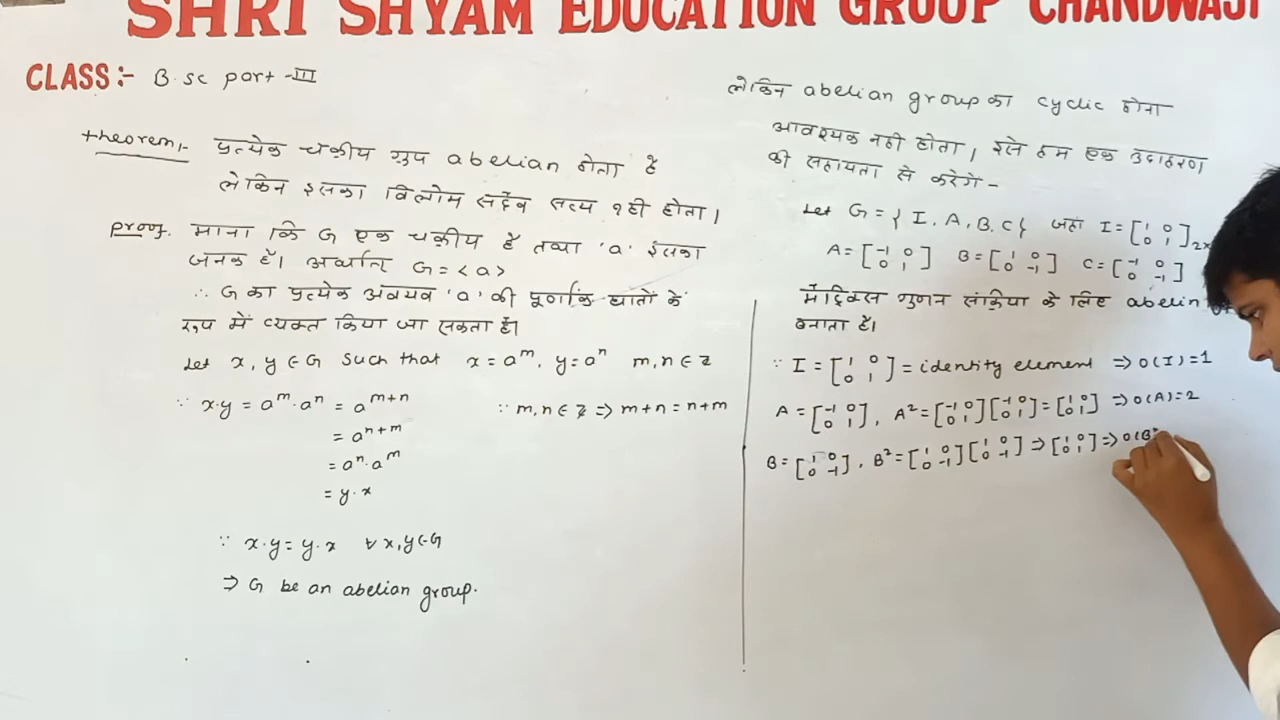 SHRI SHYAM EDUCATION GROUP CHANDWAJI
CLASS:- B.sc part-III
theorem:- प्रत्येक चक्रीय ग्रुप abelian होता है
लेकिन इसका विलोम सदैव सत्य नही होता।
proof. माना कि G एक चक्रीय है तथा 'a' इसका
जनक है। अर्थात् G=<a>
∴ G का प्रत्येक अवयव 'a' की पूर्णांक घातों के
रूप में व्यक्त किया जा सकता है।
Let x, y ∈ G such that x = a^m, y = a^n m, n ∈ z
∵ x·y = a^m·a^n = a^{m+n} ∵ m, n ∈ z ⇒ m+n = n+m
= a^{n+m}
= a^n·a^m
= y·x
∵ x·y = y·x ∀ x, y ∈ G
⇒ G be an abelian group.
लेकिन abelian group का cyclic होना
आवश्यक नही होता, इसे हम एक उदाहरण
की सहायता से करेंगे -
Let G = { I, A, B, C} जहां I = [1 0; 0 1]
A = [-1 0; 0 1] B = [1 0; 0 -1] C = [-1 0; 0 -1]
मैट्रिक्स गुणन संक्रिया के लिए abelin
बनाता है।
∵ I = [1 0; 0 1] = identity element ⇒ o(I) = 1
A = [-1 0; 0 1], A² = [-1 0; 0 1][-1 0; 0 1] = [1 0; 0 1] ⇒ o(A) = 2
B = [1 0; 0 -1], B² = [1 0; 0 -1][1 0; 0 -1] ⇒ [1 0; 0 1] ⇒ o(B